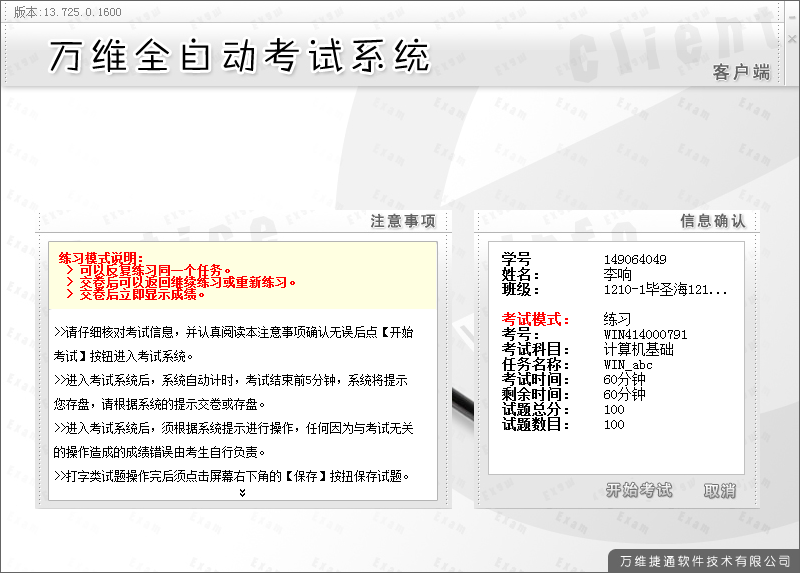 版本:13.725.0.1600
万维全自动考试系统
Client
客户端
注意事项
练习模式说明:
> 可以反复练习同一个任务。
> 交卷后可以返回继续练习或重新练习。
> 交卷后立即显示成绩。
>>请仔细核对考试信息，并认真阅读本注意事项确认无误后点【开始
考试】按钮进入考试系统。
>>进入考试系统后，系统自动计时，考试结束前5分钟，系统将提示
您存盘，请根据系统的提示交卷或存盘。
>>进入考试系统后，须根据系统提示进行操作，任何因为与考试无关
的操作造成的成绩错误由考生自行负责。
>>打字类试题操作完后须点击屏幕右下角的【保存】按扭保存试题。
信息确认
学号 149064049
姓名： 李响
班级： 1210-1毕圣海121...
考试模式： 练习
考号： WIN414000791
考试科目： 计算机基础
任务名称： WIN_abc
考试时间： 60分钟
剩余时间： 60分钟
试题总分： 100
试题数目： 100
开始考试 取消
万维捷通软件技术有限公司